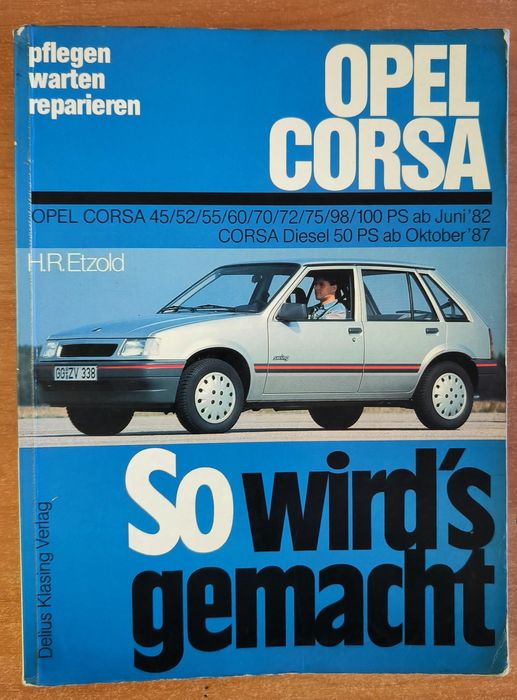 pflegen
warten
reparieren
OPEL
CORSA
OPEL CORSA 45/52/55/60/70/72/75/98/100 PS ab Juni '82
CORSA Diesel 50 PS ab Oktober '87
H.R. Etzold
swing
GG ZV 338
So wird's
gemacht
Delius Klasing Verlag